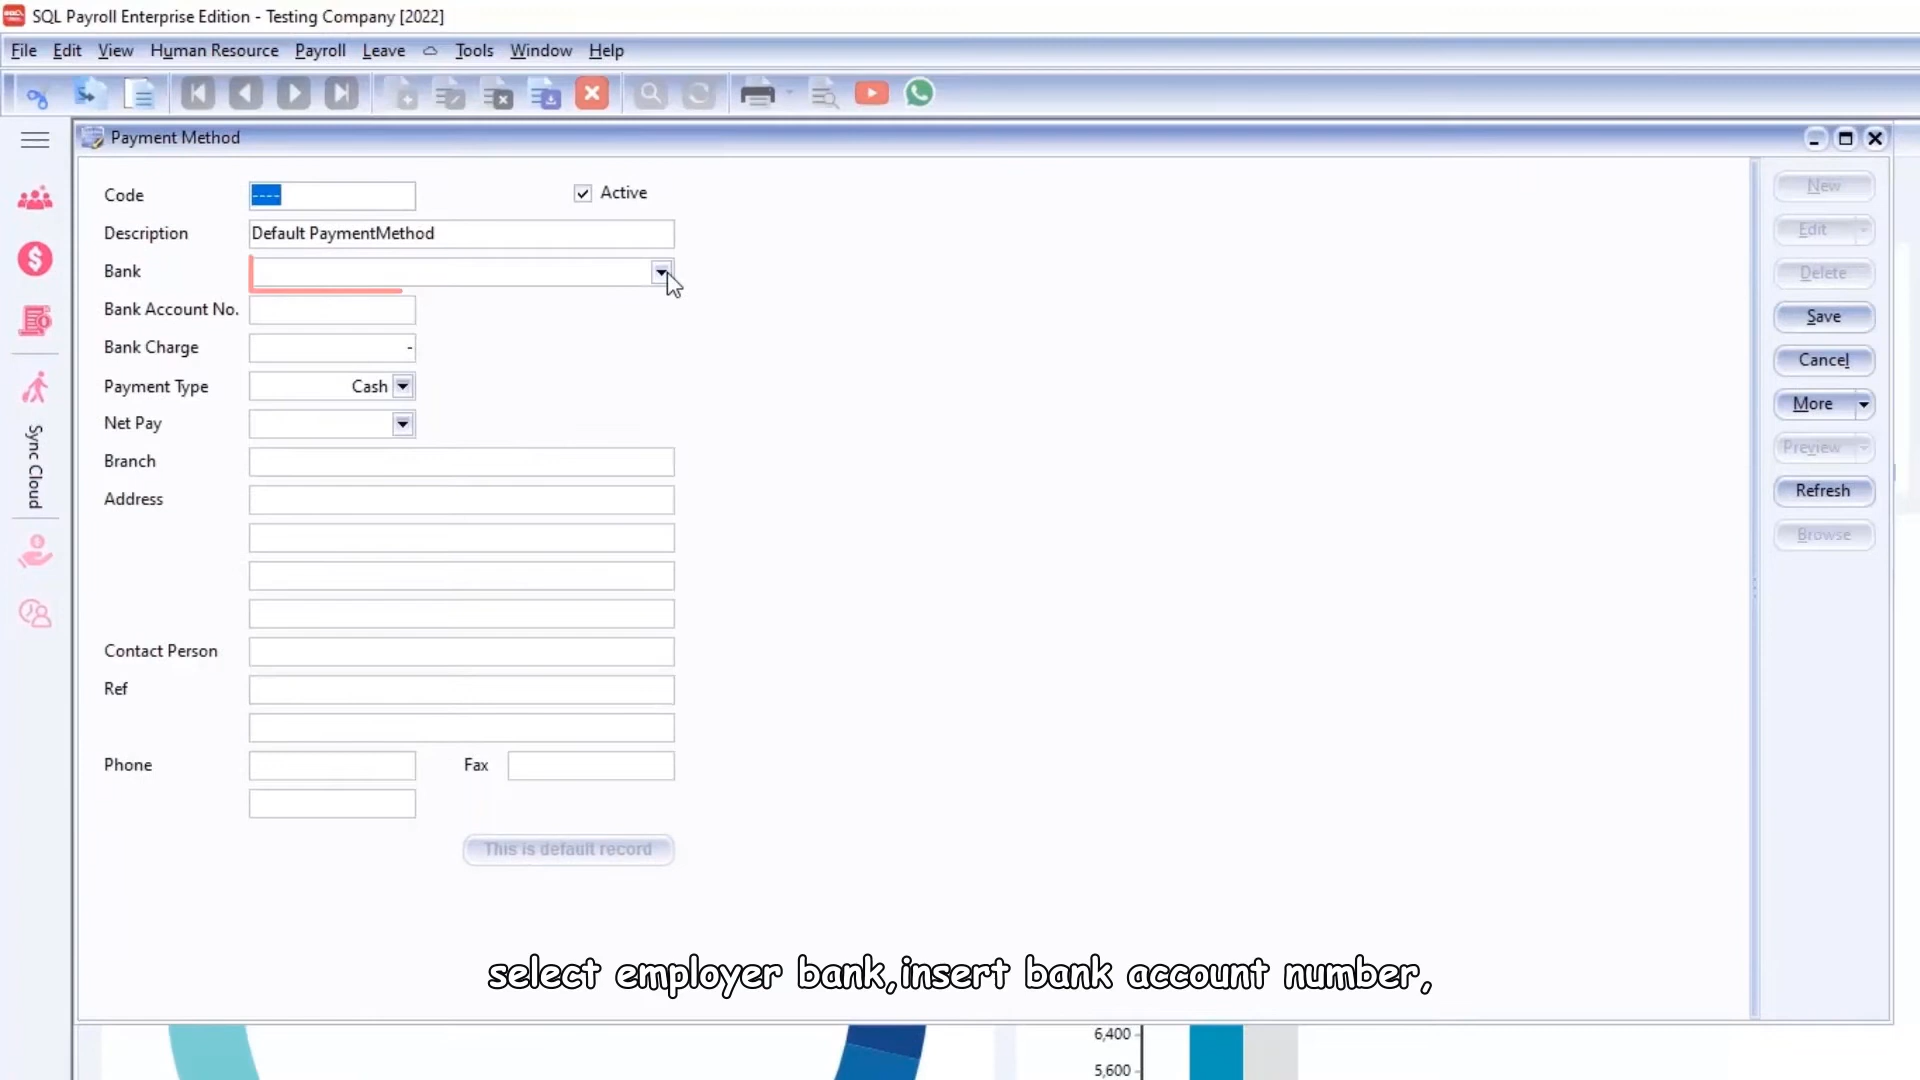 SQL Payroll Enterprise Edition - Testing Company [2022]
File Edit View Human Resource Payroll Leave Tools Window Help
Payment Method
Code ---- Active
Description Default PaymentMethod
Bank
Bank Account No.
Bank Charge -
Payment Type Cash
Net Pay
Branch
Address
Contact Person
Ref
Phone Fax
This is default record
New
Edit
Delete
Save
Cancel
More
Preview
Refresh
Browse
Sync Cloud
select employer bank,insert bank account number,
6,400
5,600